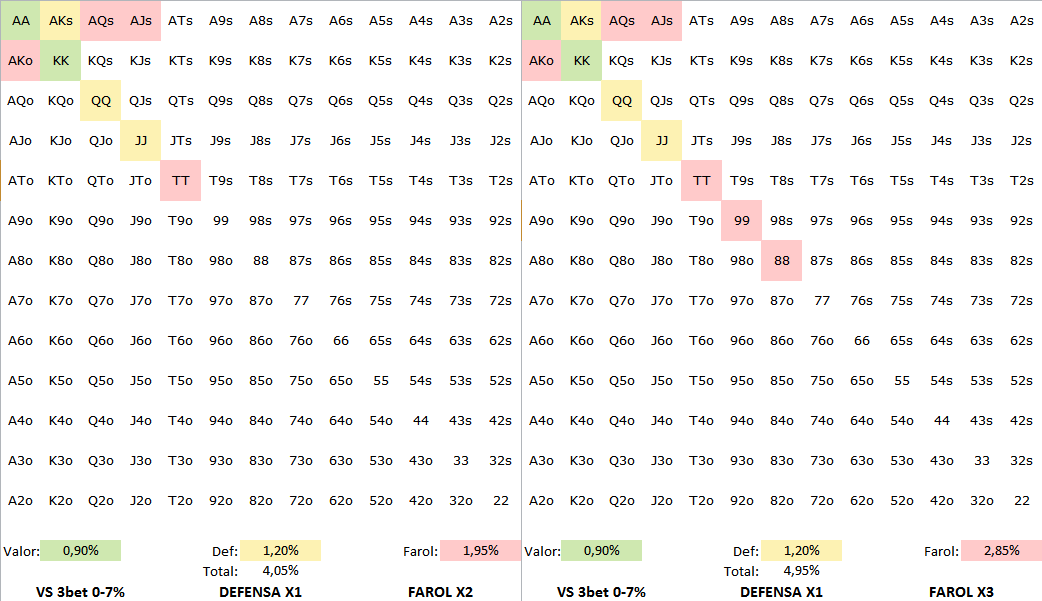 AA AKs AQs AJs ATs A9s A8s A7s A6s A5s A4s A3s A2s AA AKs AQs AJs ATs A9s A8s A7s A6s A5s A4s A3s A2s
AKo KK KQs KJs KTs K9s K8s K7s K6s K5s K4s K3s K2s AKo KK KQs KJs KTs K9s K8s K7s K6s K5s K4s K3s K2s
AQo KQo QQ QJs QTs Q9s Q8s Q7s Q6s Q5s Q4s Q3s Q2s AQo KQo QQ QJs QTs Q9s Q8s Q7s Q6s Q5s Q4s Q3s Q2s
AJo KJo QJo JJ JTs J9s J8s J7s J6s J5s J4s J3s J2s AJo KJo QJo JJ JTs J9s J8s J7s J6s J5s J4s J3s J2s
ATo KTo QTo JTo TT T9s T8s T7s T6s T5s T4s T3s T2s ATo KTo QTo JTo TT T9s T8s T7s T6s T5s T4s T3s T2s
A9o K9o Q9o J9o T9o 99 98s 97s 96s 95s 94s 93s 92s A9o K9o Q9o J9o T9o 99 98s 97s 96s 95s 94s 93s 92s
A8o K8o Q8o J8o T8o 98o 88 87s 86s 85s 84s 83s 82s A8o K8o Q8o J8o T8o 98o 88 87s 86s 85s 84s 83s 82s
A7o K7o Q7o J7o T7o 97o 87o 77 76s 75s 74s 73s 72s A7o K7o Q7o J7o T7o 97o 87o 77 76s 75s 74s 73s 72s
A6o K6o Q6o J6o T6o 96o 86o 76o 66 65s 64s 63s 62s A6o K6o Q6o J6o T6o 96o 86o 76o 66 65s 64s 63s 62s
A5o K5o Q5o J5o T5o 95o 85o 75o 65o 55 54s 53s 52s A5o K5o Q5o J5o T5o 95o 85o 75o 65o 55 54s 53s 52s
A4o K4o Q4o J4o T4o 94o 84o 74o 64o 54o 44 43s 42s A4o K4o Q4o J4o T4o 94o 84o 74o 64o 54o 44 43s 42s
A3o K3o Q3o J3o T3o 93o 83o 73o 63o 53o 43o 33 32s A3o K3o Q3o J3o T3o 93o 83o 73o 63o 53o 43o 33 32s
A2o K2o Q2o J2o T2o 92o 82o 72o 62o 52o 42o 32o 22 A2o K2o Q2o J2o T2o 92o 82o 72o 62o 52o 42o 32o 22
Valor: 0,90% Def: 1,20% Farol: 1,95% Valor: 0,90% Def: 1,20% Farol: 2,85%
Total: 4,05% Total: 4,95%
VS 3bet 0-7% DEFENSA X1 FAROL X2 VS 3bet 0-7% DEFENSA X1 FAROL X3